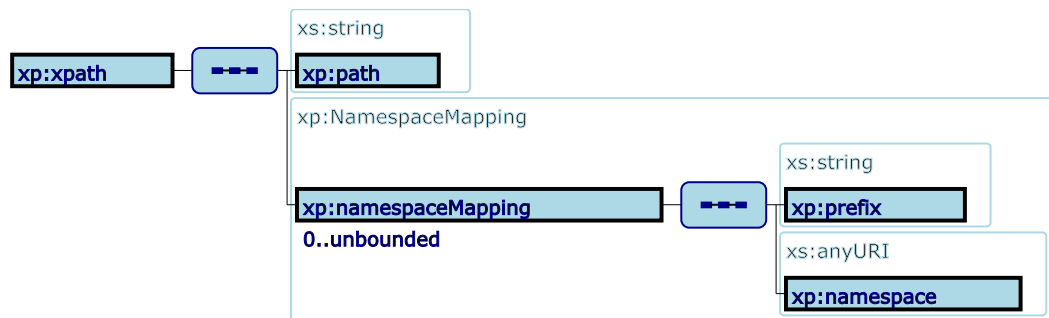 xs:string
xp:xpath
xp:path
xp:NamespaceMapping
xs:string
xp:namespaceMapping
xp:prefix
0..unbounded
xs:anyURI
xp:namespace